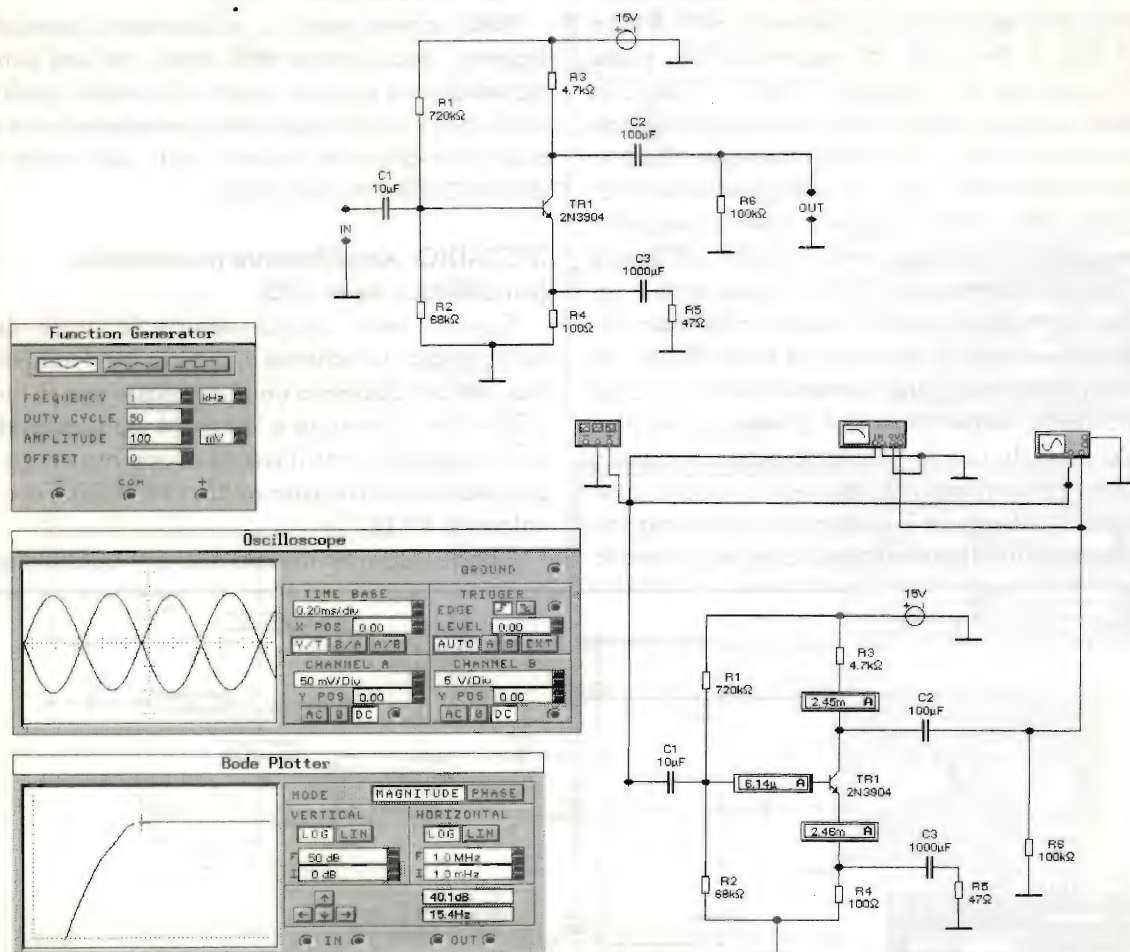 15V
R3
4.7kΩ
R1
720kΩ
C2
100µF
C1
10µF
TR1
2N3904
R6
100kΩ
OUT
IN
C3
1000µF
R2
68kΩ
R4
100Ω
R5
47Ω
Function Generator
FREQUENCY 1 kHz
DUTY CYCLE 50
AMPLITUDE 100 mV
OFFSET 0
- COM +
IN OUT
Oscilloscope
GROUND
TIME BASE TRIGGER
0.20ms/div EDGE
X POS 0.00 LEVEL 0.00
Y/T B/A A/B AUTO A B EXT
CHANNEL A CHANNEL B
50 mV/Div 5 V/Div
Y POS 0.00 Y POS 0.00
AC 0 DC AC 0 DC
15V
R3
4.7kΩ
R1
720kΩ
2.45m A
C2
100µF
C1
10µF
6.14µ A
TR1
2N3904
2.46m A
C3
1000µF
R6
100kΩ
R2
68kΩ
R4
100Ω
R5
47Ω
Bode Plotter
MODE MAGNITUDE PHASE
VERTICAL HORIZONTAL
LOG LIN LOG LIN
F 50 dB F 1.0 MHz
I 0 dB I 1.0 mHz
40.1dB
15.4Hz
IN OUT